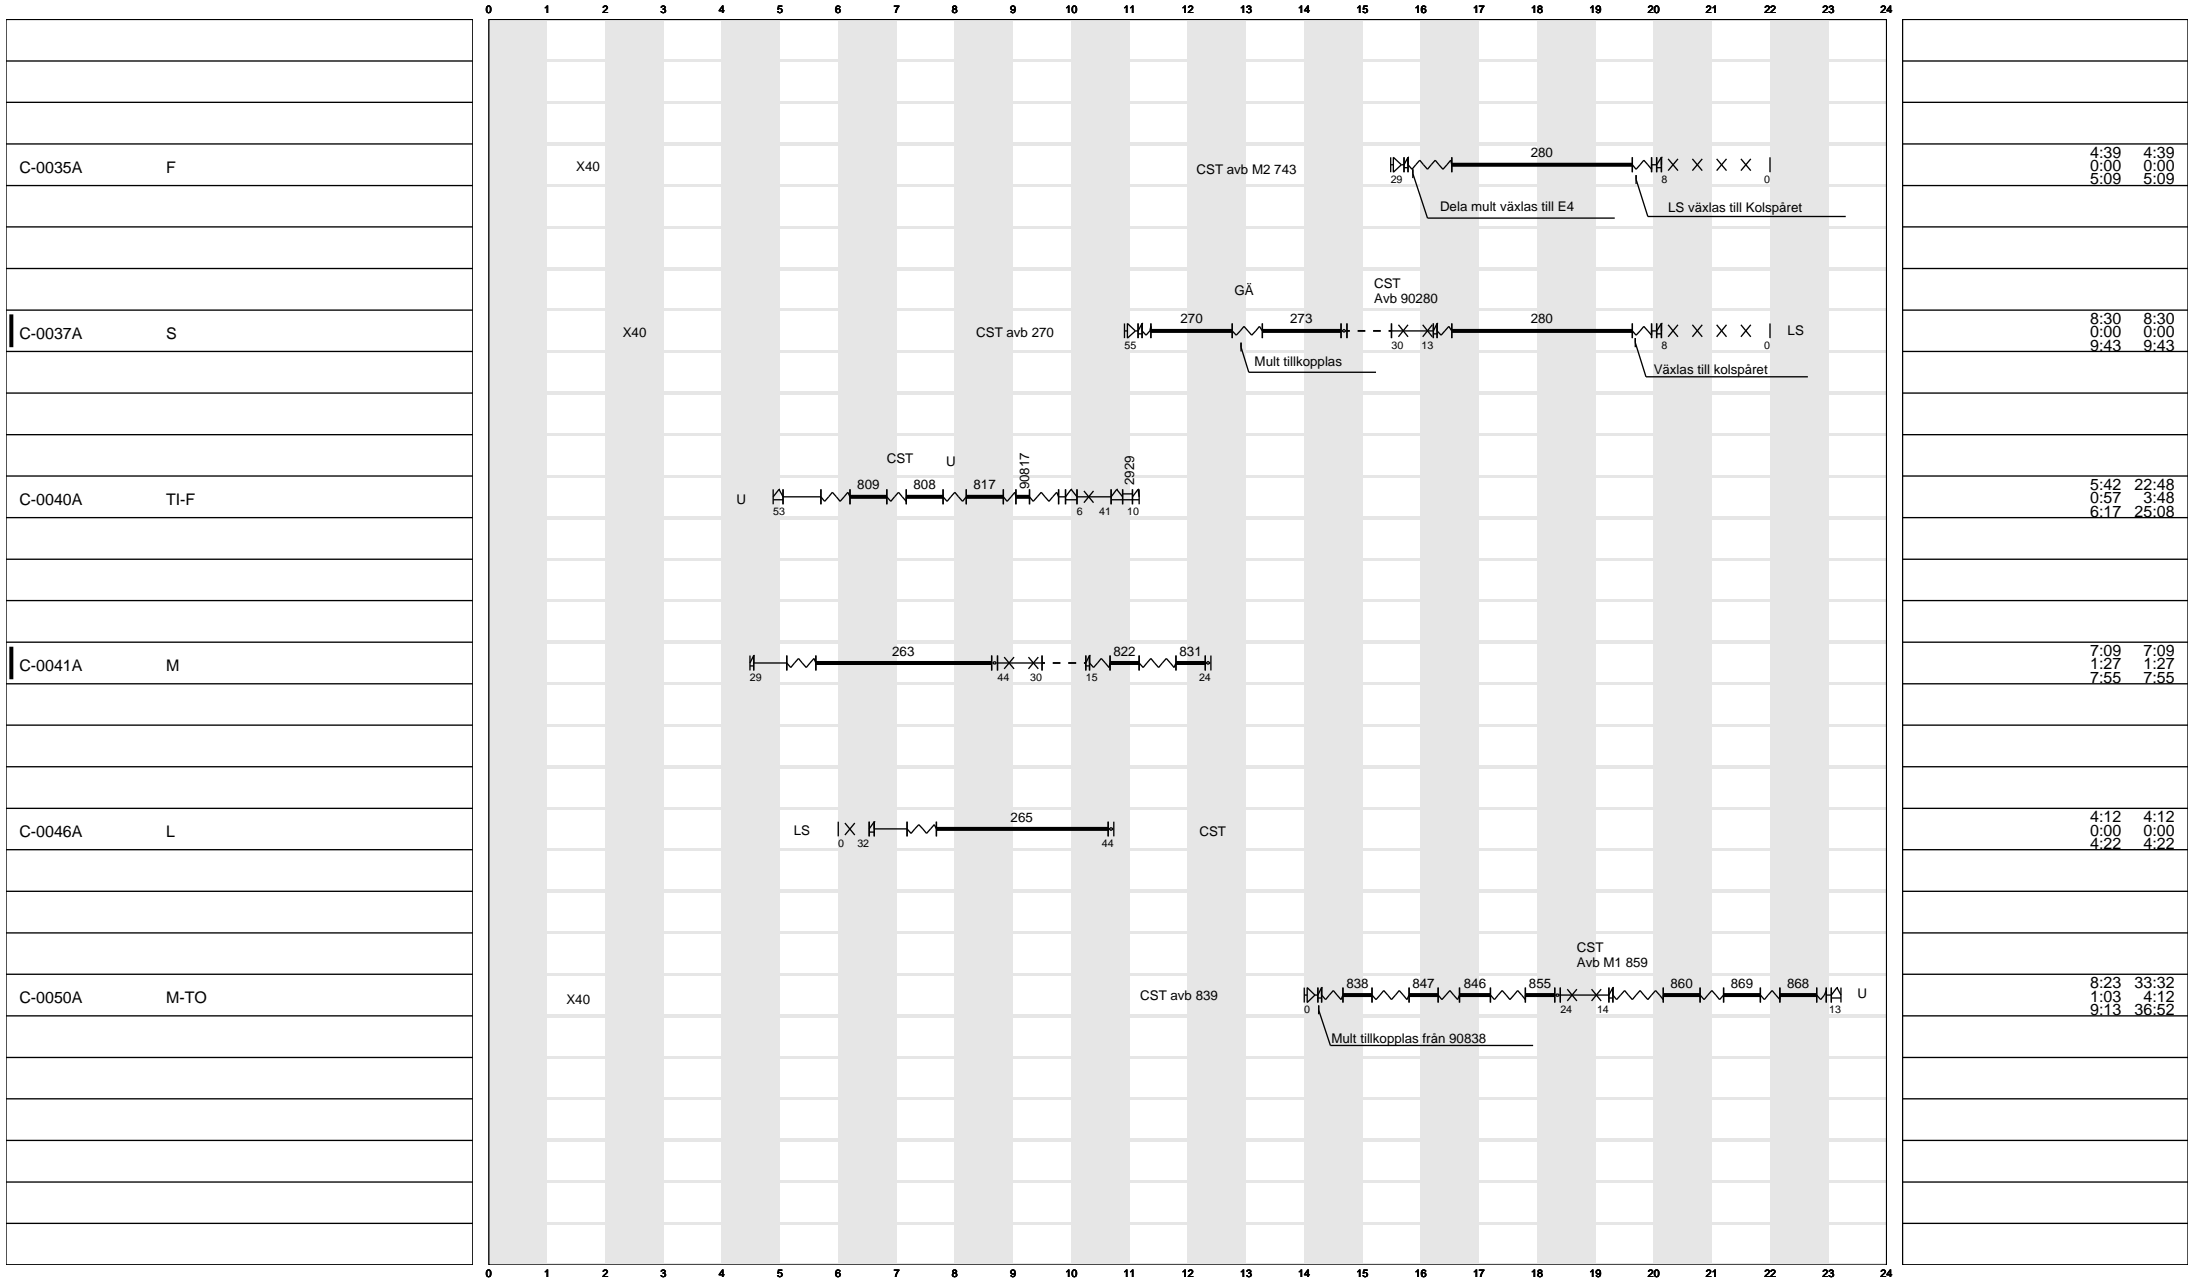 0 1 2 3 4 5 6 7 8 9 10 11 12 13 14 15 16 17 18 19 20 21 22 23 24
C-0035A F X40 CST avb M2 743 280 4:39 4:39
0:00 0:00
29 8 0 5:09 5:09
Dela mult växlas till E4 LS växlas till Kolspåret
GÄ CST
Avb 90280
C-0037A S X40 CST avb 270 270 273 280 LS 8:30 8:30
0:00 0:00
55 30 13 8 0 9:43 9:43
Mult tillkopplas Växlas till kolspåret
CST U 90817 2929
C-0040A TI-F U 809 808 817 5:42 22:48
0:57 3:48
53 6 41 10 6:17 25:08
C-0041A M 263 822 831 7:09 7:09
1:27 1:27
29 44 30 15 24 7:55 7:55
C-0046A L LS 265 CST 4:12 4:12
0:00 0:00
0 32 44 4:22 4:22
CST
Avb M1 859
C-0050A M-TO X40 CST avb 839 838 847 846 855 860 869 868 U 8:23 33:32
1:03 4:12
0 24 14 13 9:13 36:52
Mult tillkopplas från 90838
0 1 2 3 4 5 6 7 8 9 10 11 12 13 14 15 16 17 18 19 20 21 22 23 24